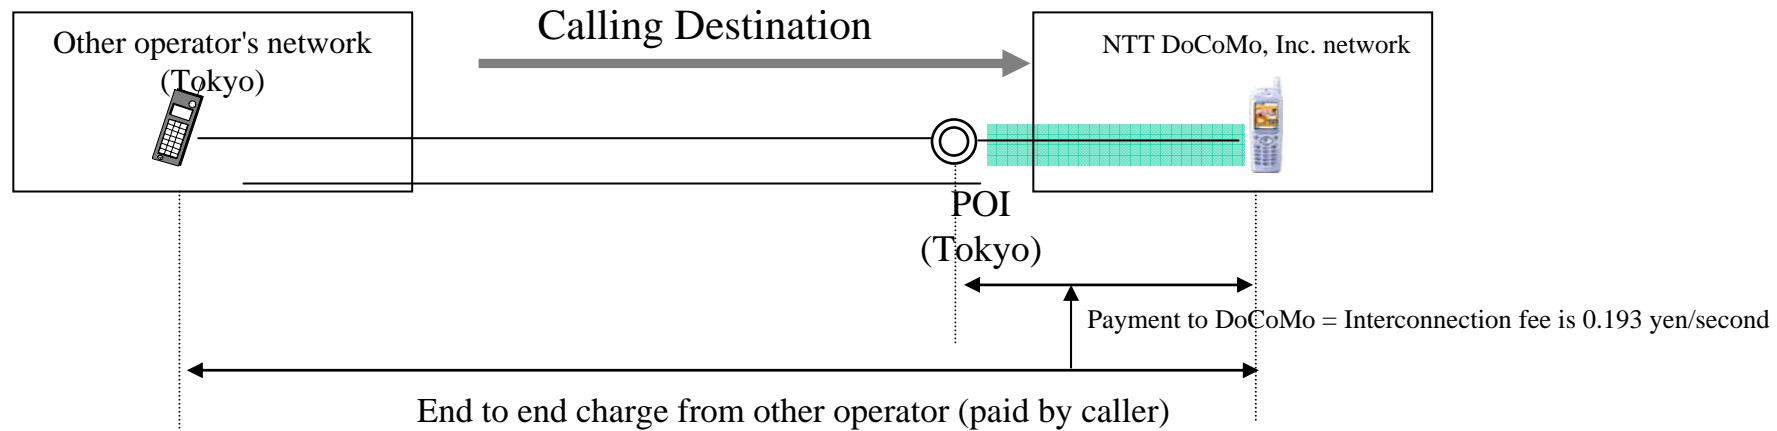 Calling Destination
Other operator's network
(Tokyo)
NTT DoCoMo, Inc. network
POI
(Tokyo)
Payment to DoCoMo = Interconnection fee is 0.193 yen/second
End to end charge from other operator (paid by caller)